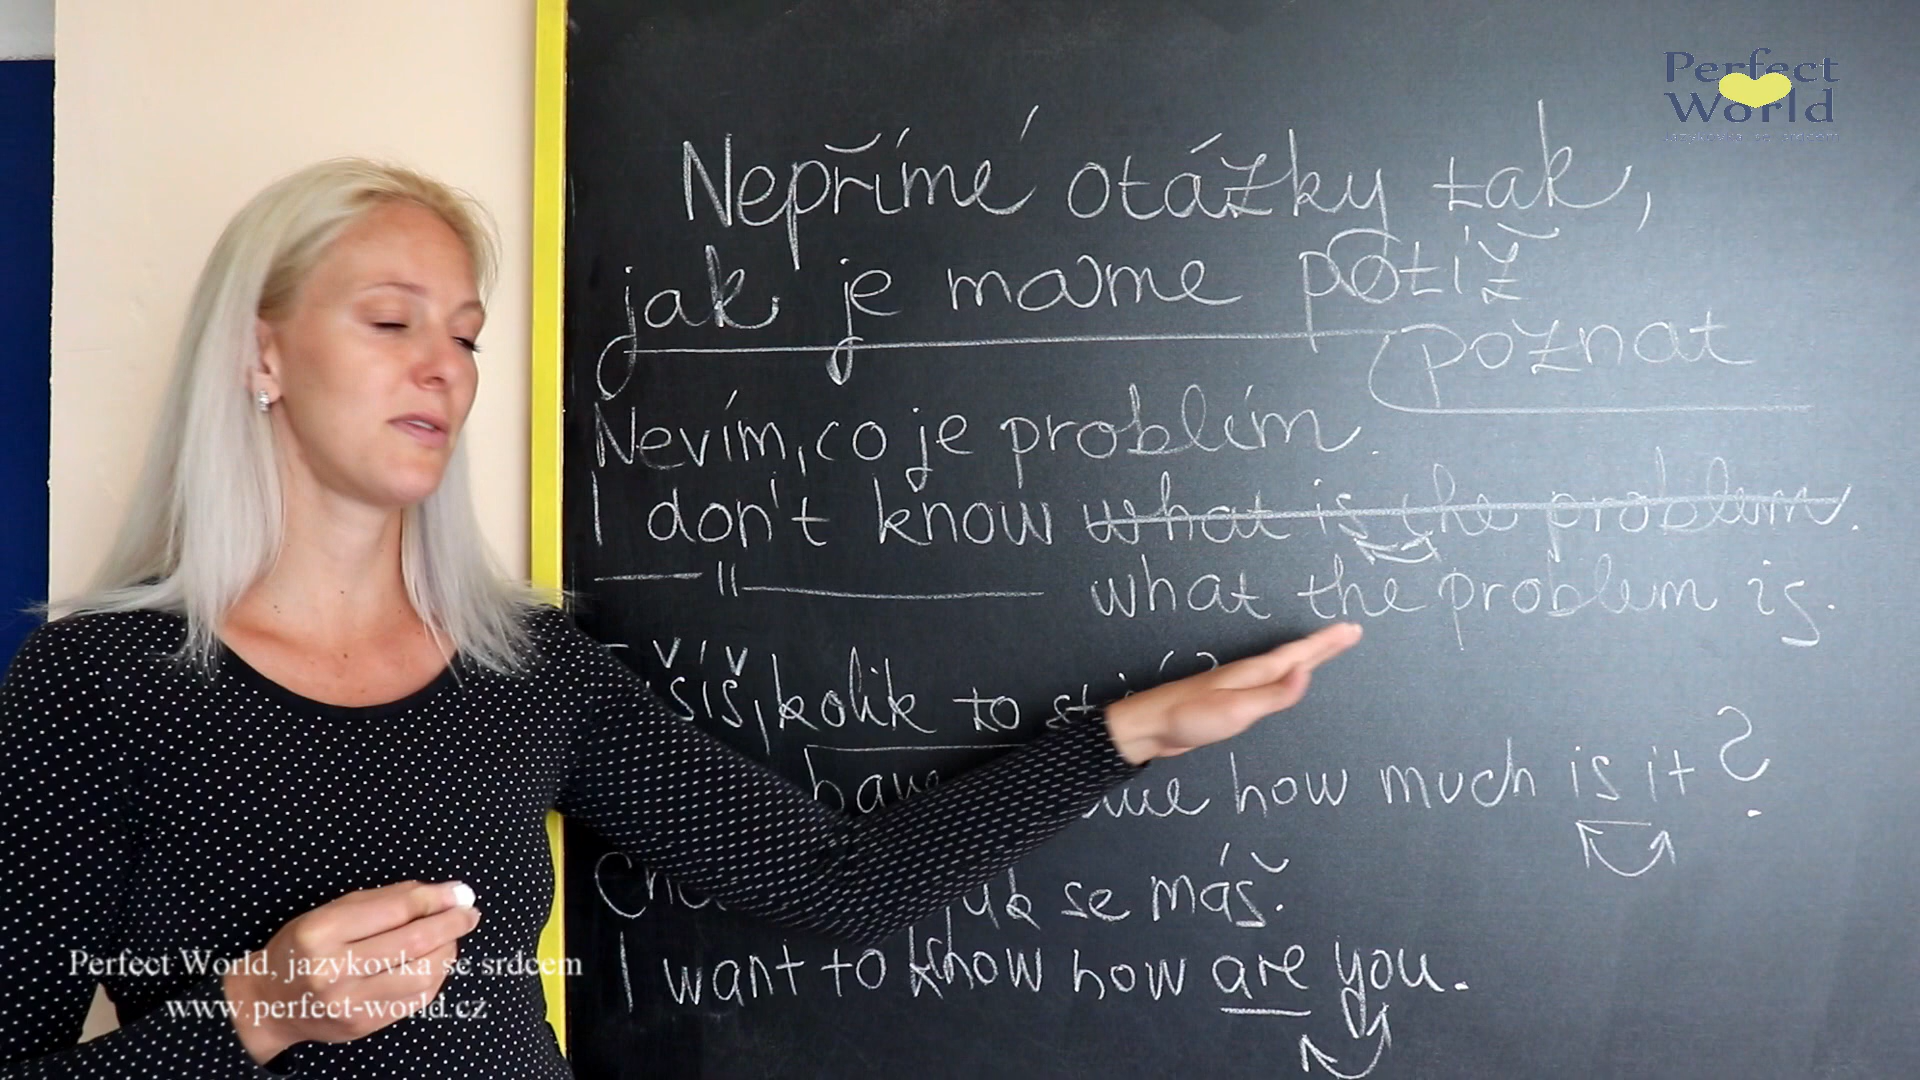 Perfect
World
Nepřímé otázky tak,
jak je máme potíž
poznat
Nevím, co je problém.
I don't know what is the problem.
—— " —— what the problem is.
kolik to
how much is it?
se máš.
I want to know how are you.
Perfect World, jazykovka se srdcem
www.perfect-world.cz